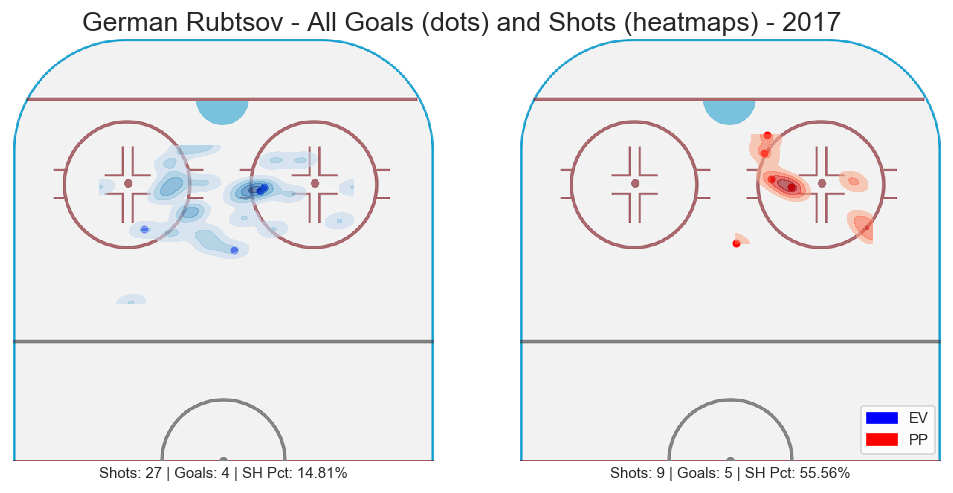 German Rubtsov - All Goals (dots) and Shots (heatmaps) - 2017
EV
PP
Shots: 27 | Goals: 4 | SH Pct: 14.81%
Shots: 9 | Goals: 5 | SH Pct: 55.56%